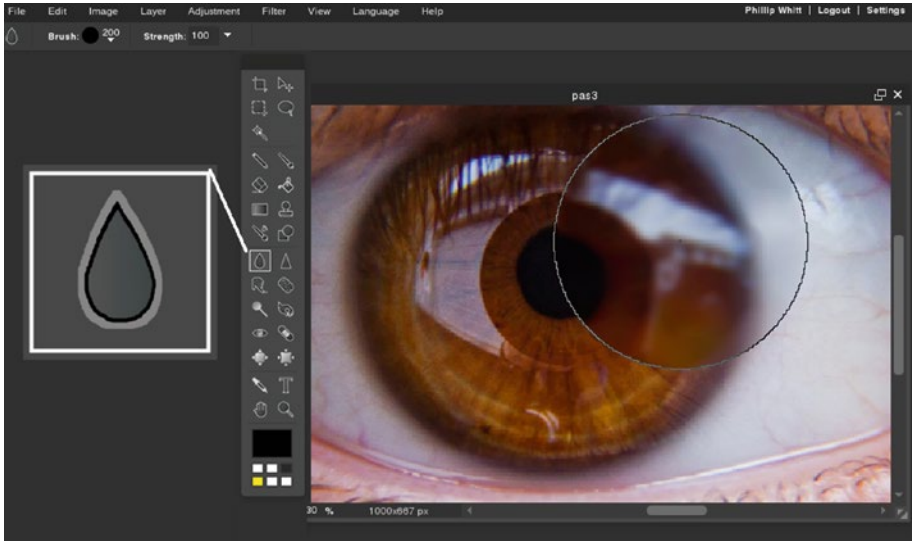 File Edit Image Layer Adjustment Filter View Language Help Phillip Whitt | Logout | Settings
Brush: 200 Strength: 100
pas3
30 % 1000x667 px